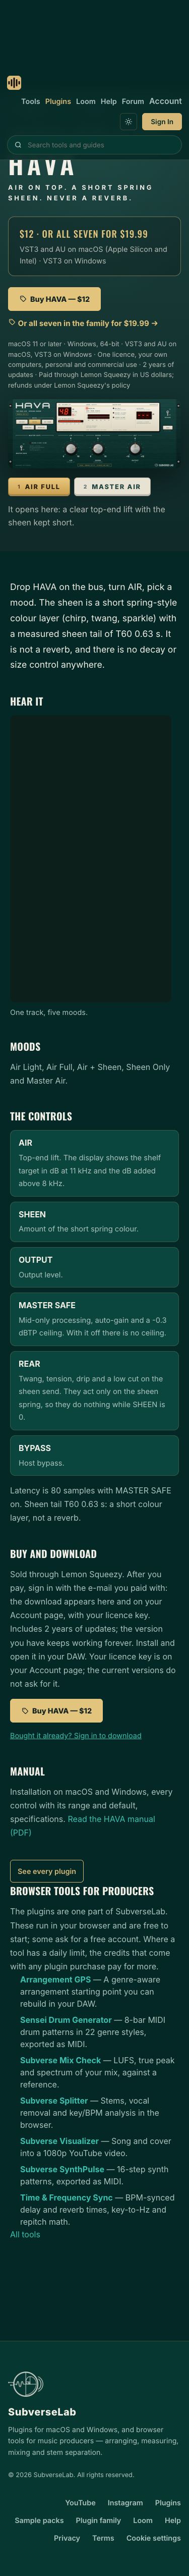 Tools Plugins Loom Help Forum Account
Sign In
Search tools and guides
HAVA
AIR ON TOP. A SHORT SPRING
SHEEN. NEVER A REVERB.
$12 · OR ALL SEVEN FOR $19.99
VST3 and AU on macOS (Apple Silicon and
Intel) · VST3 on Windows
Buy HAVA — $12
Or all seven in the family for $19.99 →
macOS 11 or later · Windows, 64-bit · VST3 and AU on
macOS, VST3 on Windows · One licence, your own
computers, personal and commercial use · 2 years of
updates · Paid through Lemon Squeezy in US dollars;
refunds under Lemon Squeezy's policy
HAVA
1 AIR FULL
2 MASTER AIR
It opens here: a clear top-end lift with the
sheen kept short.
Drop HAVA on the bus, turn AIR, pick a
mood. The sheen is a short spring-style
colour layer (chirp, twang, sparkle) with
a measured sheen tail of T60 0.63 s. It
is not a reverb, and there is no decay or
size control anywhere.
HEAR IT
One track, five moods.
MOODS
Air Light, Air Full, Air + Sheen, Sheen Only
and Master Air.
THE CONTROLS
AIR
Top-end lift. The display shows the shelf
target in dB at 11 kHz and the dB added
above 8 kHz.
SHEEN
Amount of the short spring colour.
OUTPUT
Output level.
MASTER SAFE
Mid-only processing, auto-gain and a -0.3
dBTP ceiling. With it off there is no ceiling.
REAR
Twang, tension, drip and a low cut on the
sheen send. They act only on the sheen
spring, so they do nothing while SHEEN is
0.
BYPASS
Host bypass.
Latency is 80 samples with MASTER SAFE
on. Sheen tail T60 0.63 s: a short colour
layer, not a reverb.
BUY AND DOWNLOAD
Sold through Lemon Squeezy. After you
pay, sign in with the e-mail you paid with:
the download appears here and on your
Account page, with your licence key.
Includes 2 years of updates; the version
you have keeps working forever. Install and
open it in your DAW. Your licence key is on
your Account page; the current versions do
not ask for it.
Buy HAVA — $12
Bought it already? Sign in to download
MANUAL
Installation on macOS and Windows, every
control with its range and default,
specifications. Read the HAVA manual
(PDF)
See every plugin
BROWSER TOOLS FOR PRODUCERS
The plugins are one part of SubverseLab.
These run in your browser and are free to
start; some ask for a free account. Where a
tool has a daily limit, the credits that come
with any plugin purchase pay for more.
Arrangement GPS — A genre-aware
arrangement starting point you can
rebuild in your DAW.
Sensei Drum Generator — 8-bar MIDI
drum patterns in 22 genre styles,
exported as MIDI.
Subverse Mix Check — LUFS, true peak
and spectrum of your mix, against a
reference.
Subverse Splitter — Stems, vocal
removal and key/BPM analysis in the
browser.
Subverse Visualizer — Song and cover
into a 1080p YouTube video.
Subverse SynthPulse — 16-step synth
patterns, exported as MIDI.
Time & Frequency Sync — BPM-synced
delay and reverb times, key-to-Hz and
repitch math.
All tools
SubverseLab
Plugins for macOS and Windows, and browser
tools for music producers — arranging, measuring,
mixing and stem separation.
© 2026 SubverseLab. All rights reserved.
YouTube Instagram Plugins
Sample packs Plugin family Loom Help
Privacy Terms Cookie settings